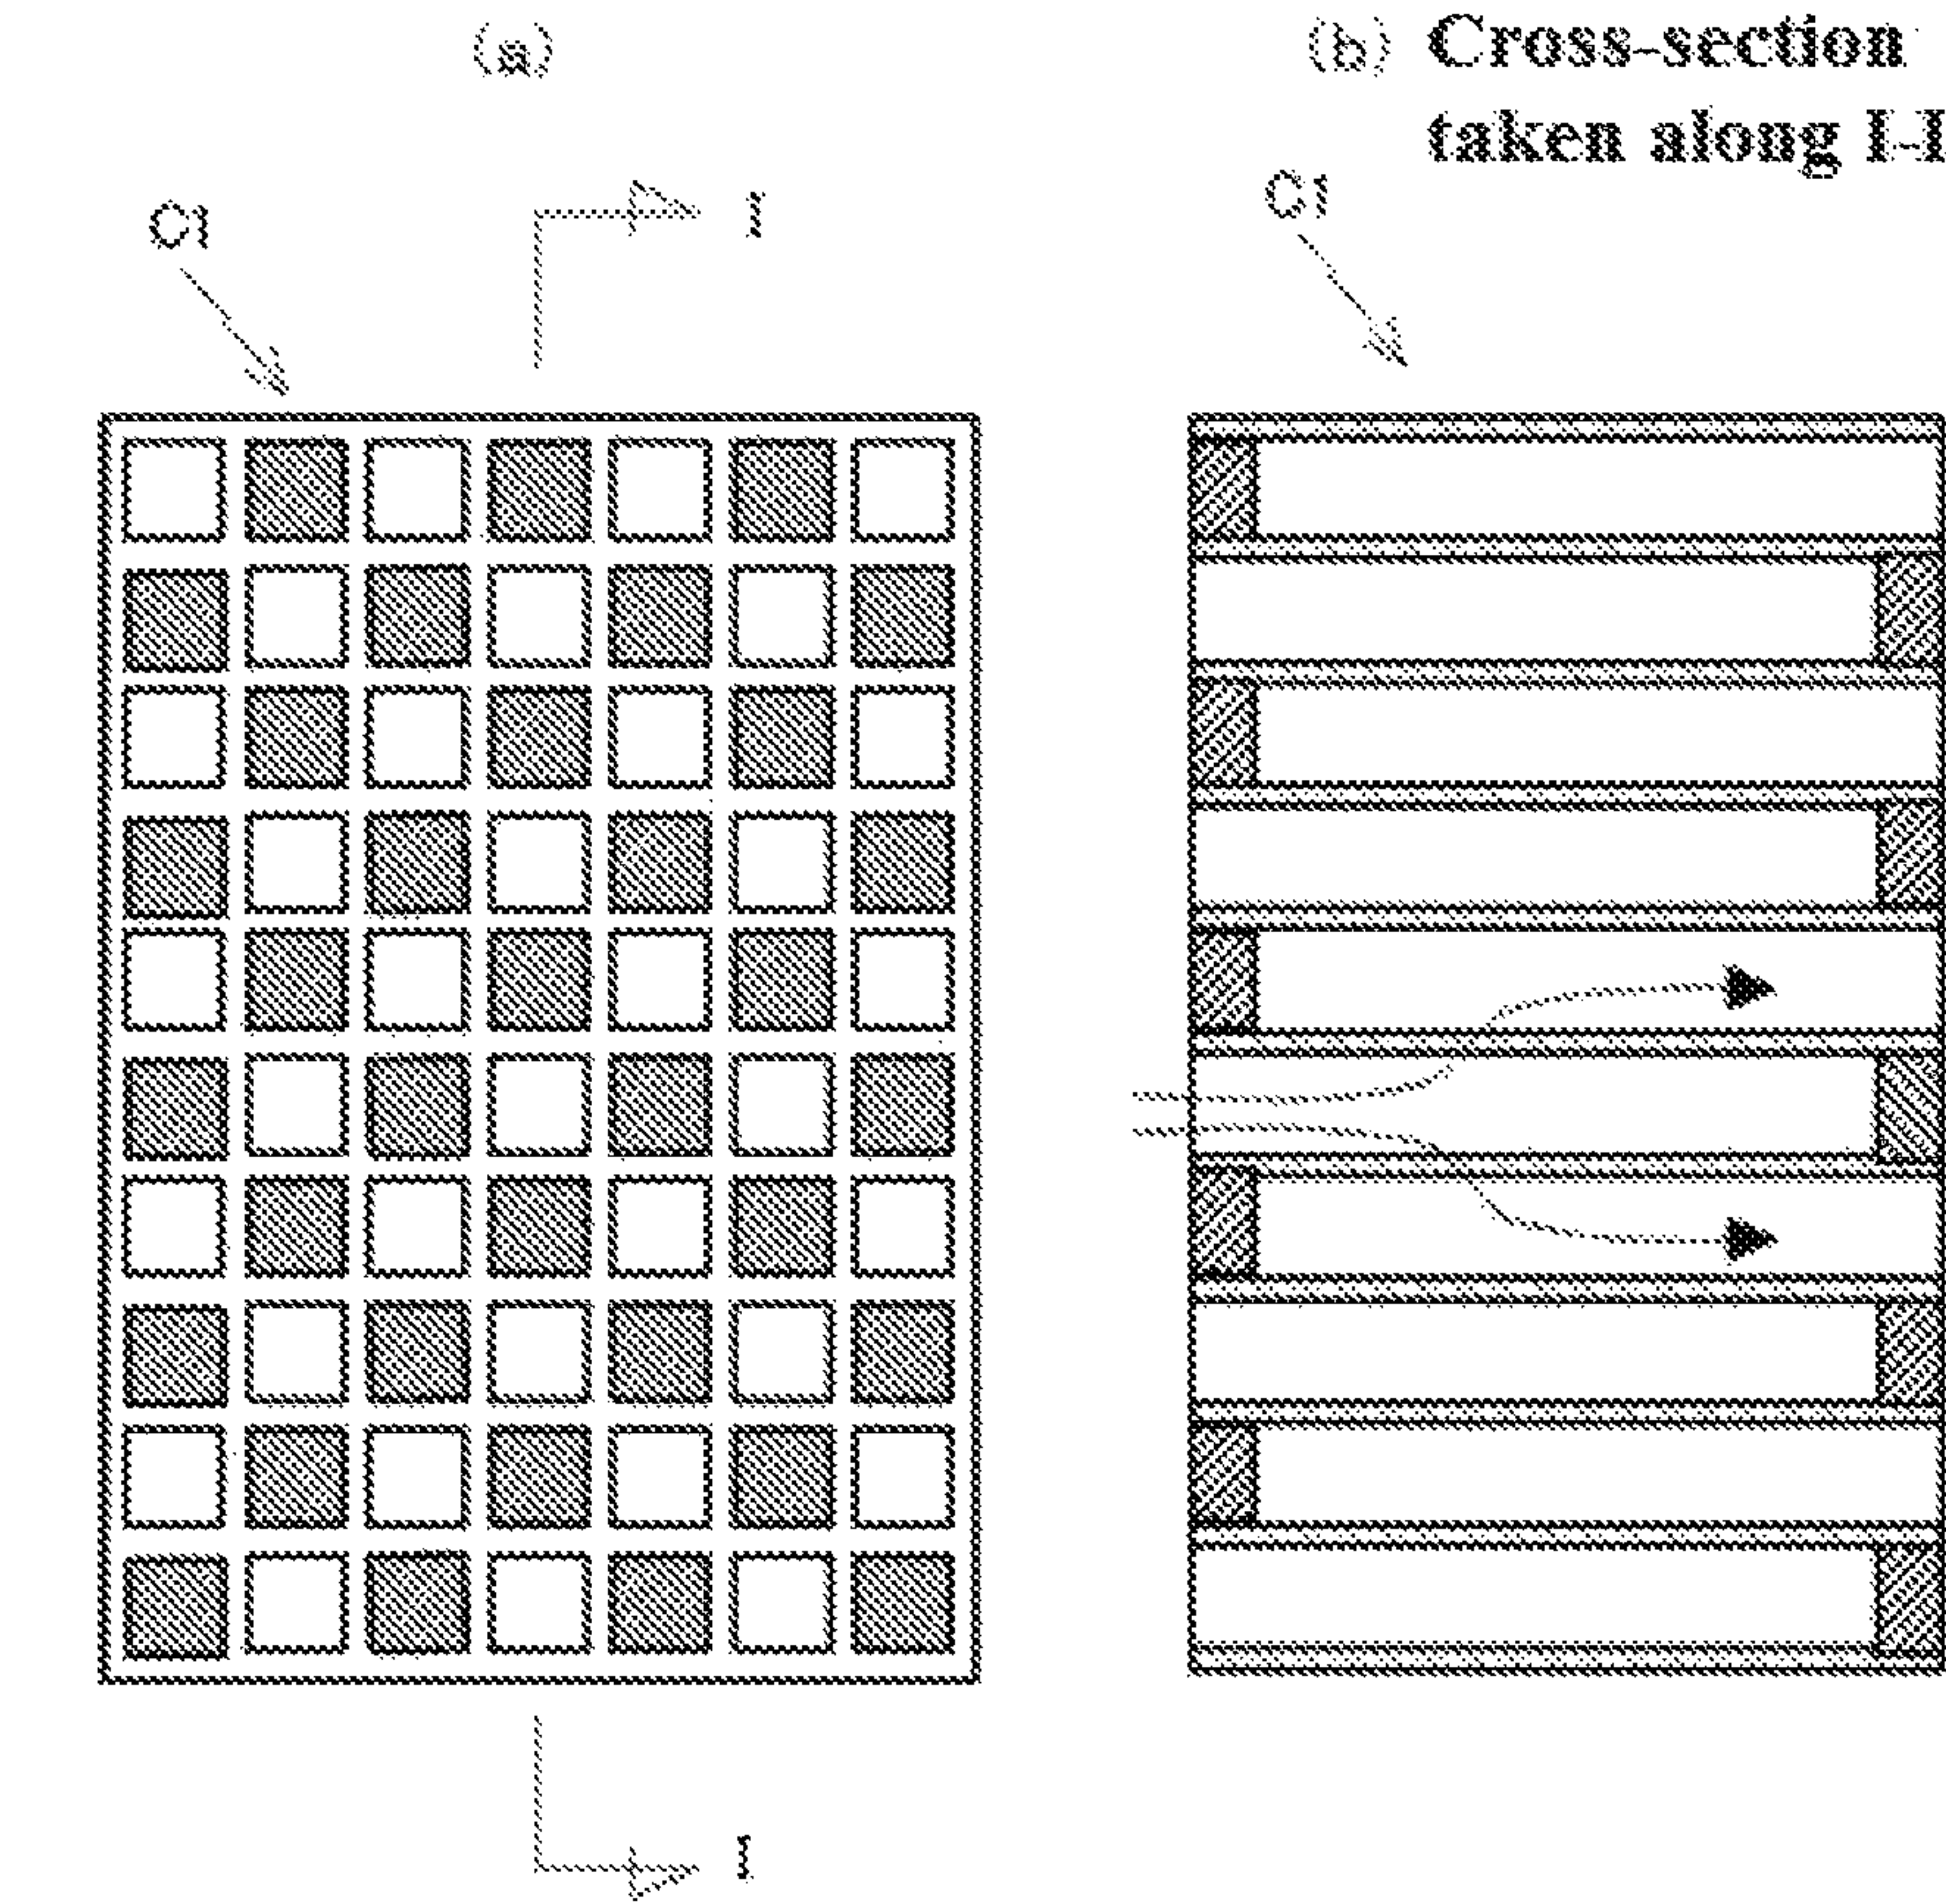 (a)
(b) Cross-section
taken along I-I
C1
I
C1
I